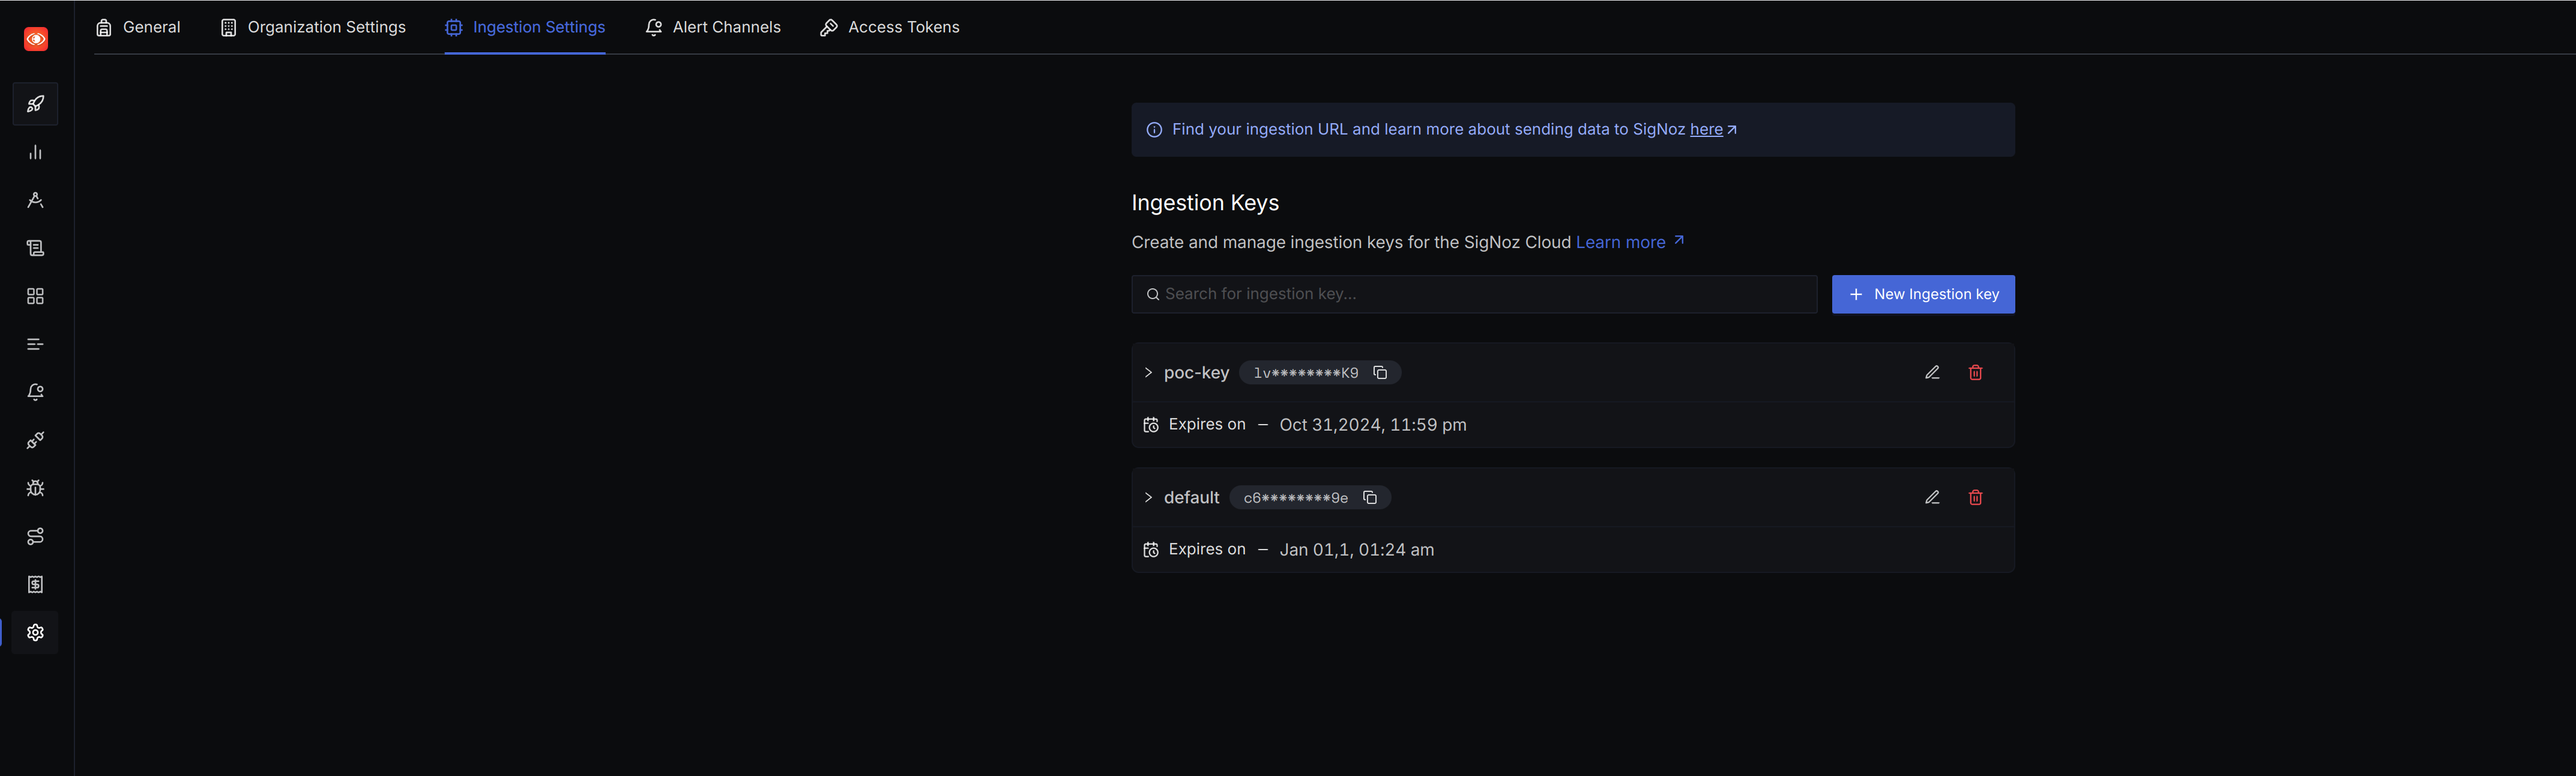 General Organization Settings Ingestion Settings Alert Channels Access Tokens
Find your ingestion URL and learn more about sending data to SigNoz here
Ingestion Keys
Create and manage ingestion keys for the SigNoz Cloud Learn more
Search for ingestion key...
New Ingestion key
poc-key lv********K9
Expires on — Oct 31,2024, 11:59 pm
default c6********9e
Expires on — Jan 01,1, 01:24 am